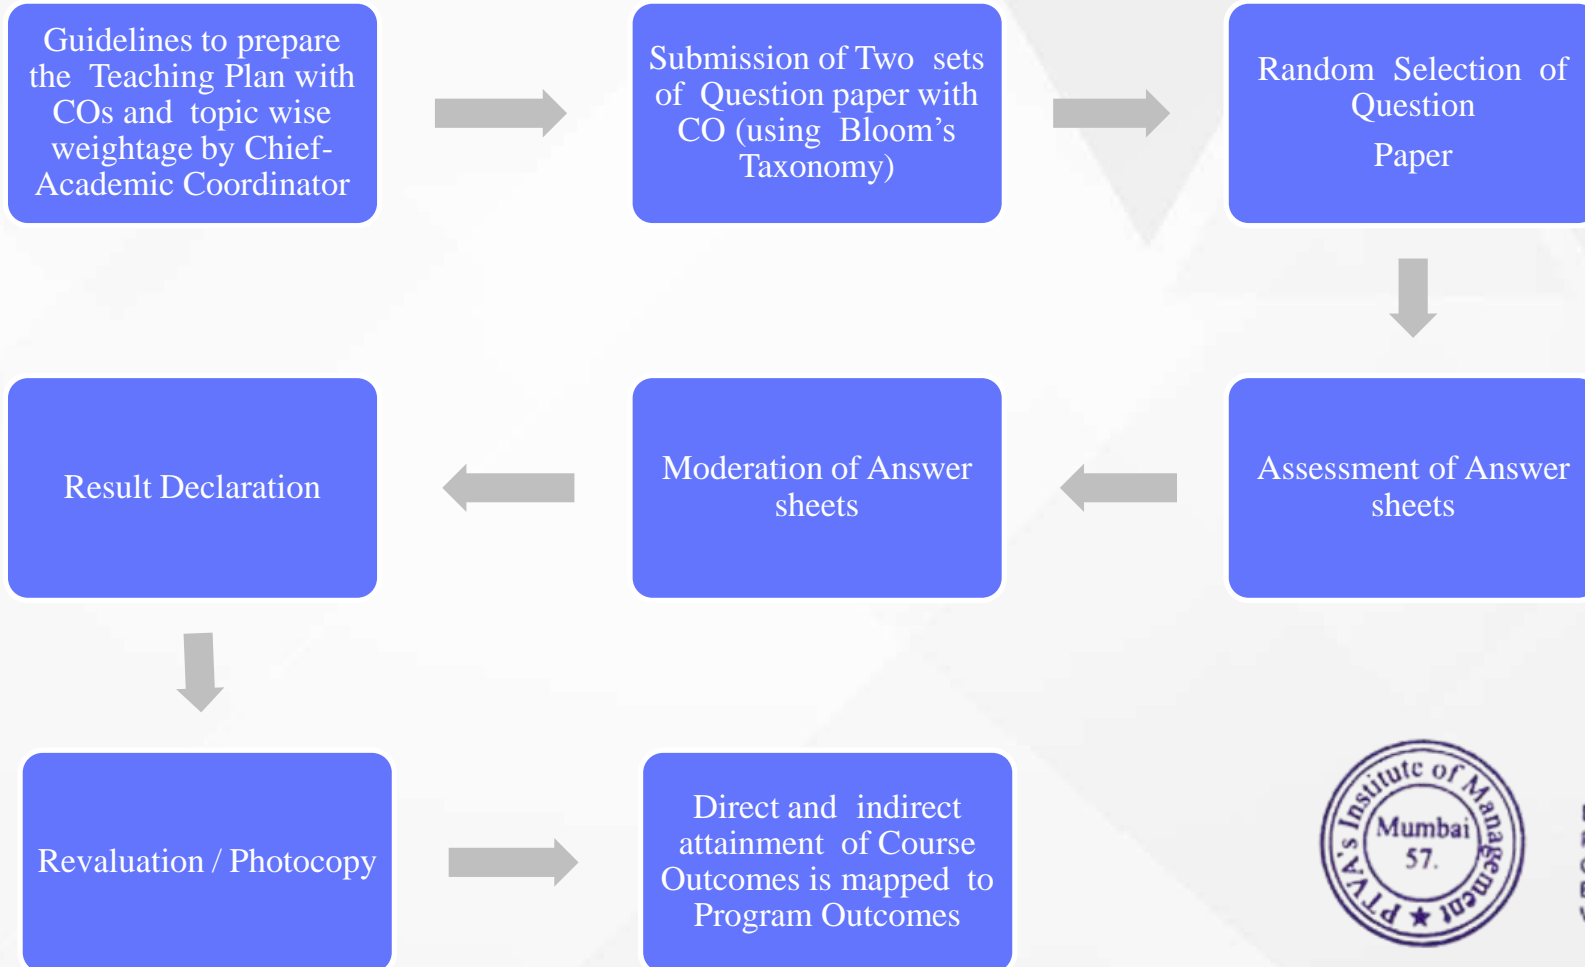 Guidelines to prepare
the Teaching Plan with
COs and topic wise
weightage by Chief-
Academic Coordinator
Submission of Two sets
of Question paper with
CO (using Bloom’s
Taxonomy)
Random Selection of
Question
Paper
Assessment of Answer
sheets
Moderation of Answer
sheets
Result Declaration
Revaluation / Photocopy
Direct and indirect
attainment of Course
Outcomes is mapped to
Program Outcomes
PTVA's Institute of Management
Mumbai
57.